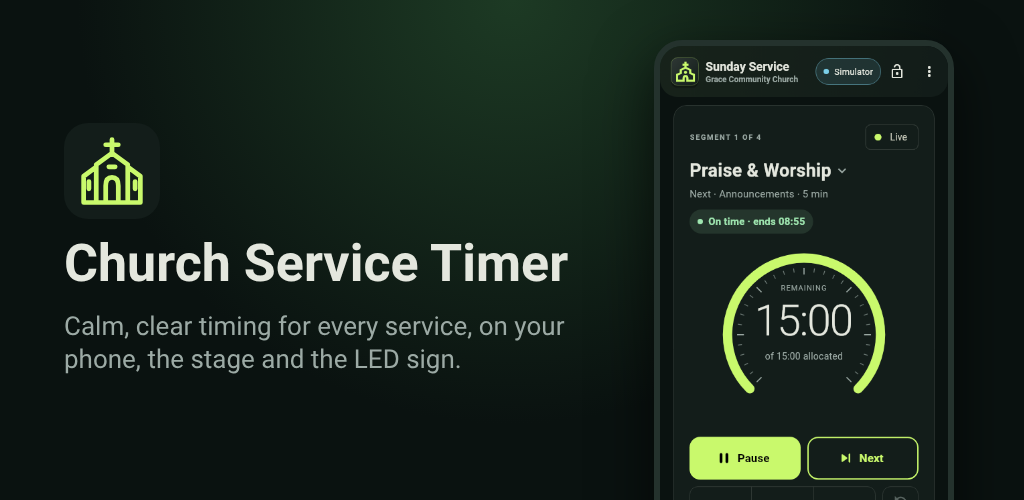 Church Service Timer
Calm, clear timing for every service, on your
phone, the stage and the LED sign.
Sunday Service
Grace Community Church
Simulator
SEGMENT 1 OF 4
Live
Praise & Worship
Next · Announcements · 5 min
On time · ends 08:55
REMAINING
15:00
of 15:00 allocated
Pause
Next